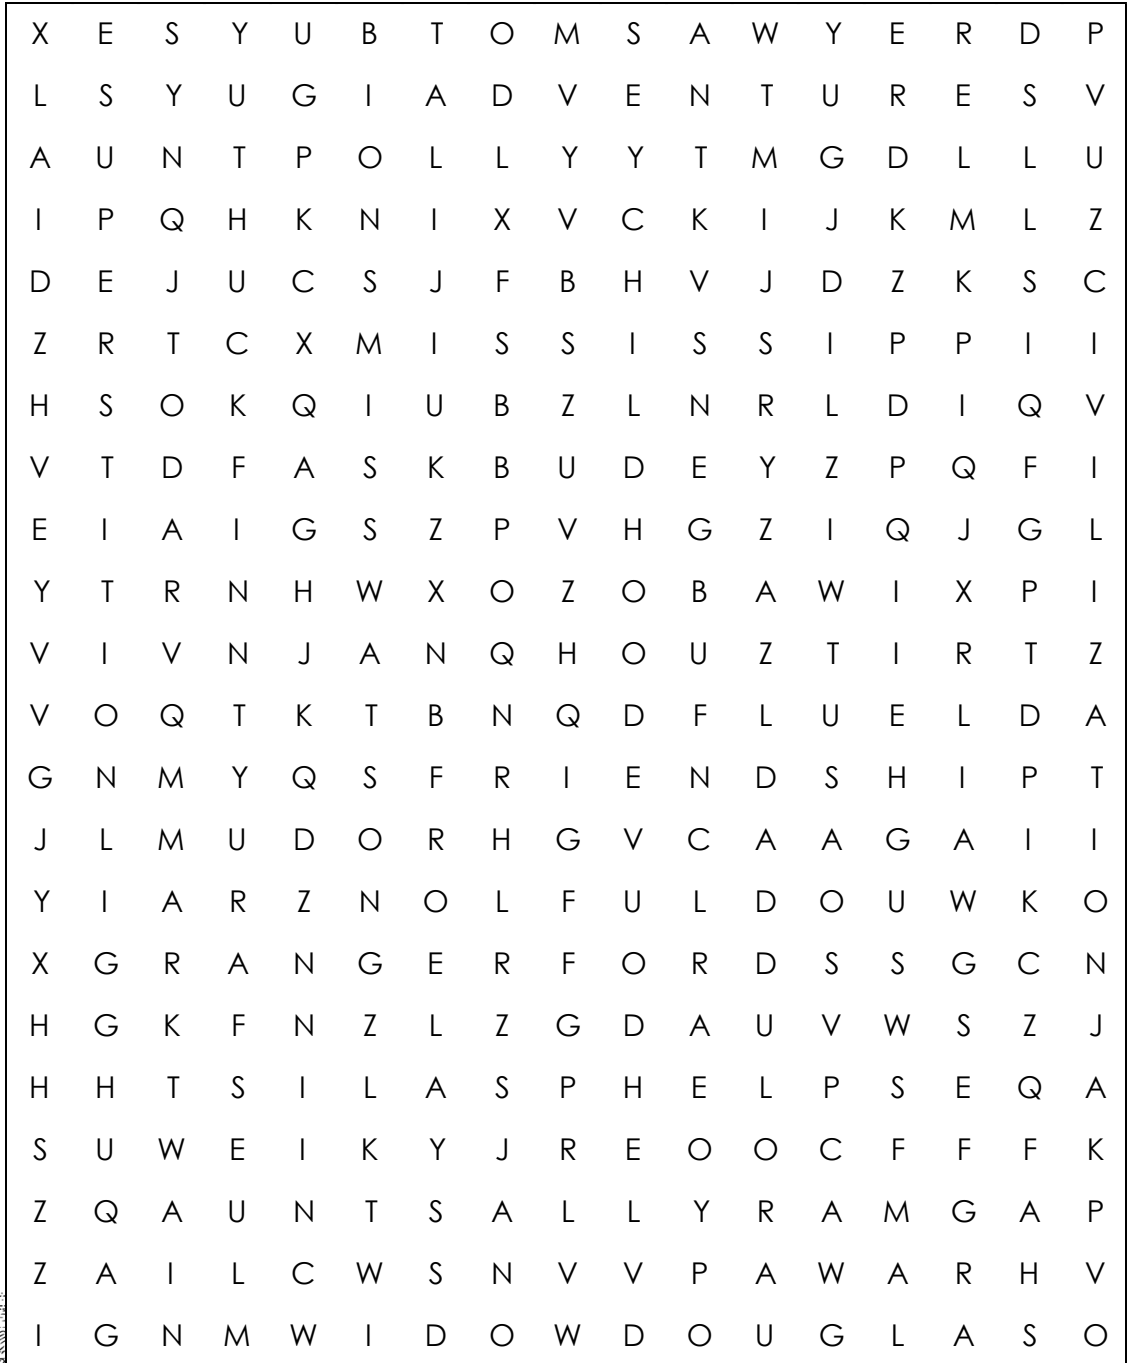 X E S Y U B T O M S A W Y E R D P
L S Y U G I A D V E N T U R E S V
A U N T P O L L Y Y T M G D L L U
I P Q H K N I X V C K I J K M L Z
D E J U C S J F B H V J D Z K S C
Z R T C X M I S S I S S I P P I I
H S O K Q I U B Z L N R L D I Q V
V T D F A S K B U D E Y Z P Q F I
E I A I G S Z P V H G Z I Q J G L
Y T R N H W X O Z O B A W I X P I
V I V N J A N Q H O U Z T I R T Z
V O Q T K T B N Q D F L U E L D A
G N M Y Q S F R I E N D S H I P T
J L M U D O R H G V C A A G A I I
Y I A R Z N O L F U L D O U W K O
X G R A N G E R F O R D S S G C N
H G K F N Z L Z G D A U V W S Z J
H H T S I L A S P H E L P S E Q A
S U W E I K Y J R E O O C F F F K
Z Q A U N T S A L L Y R A M G A P
Z A I L C W S N V V P A W A R H V
I G N M W I D O W D O U G L A S O